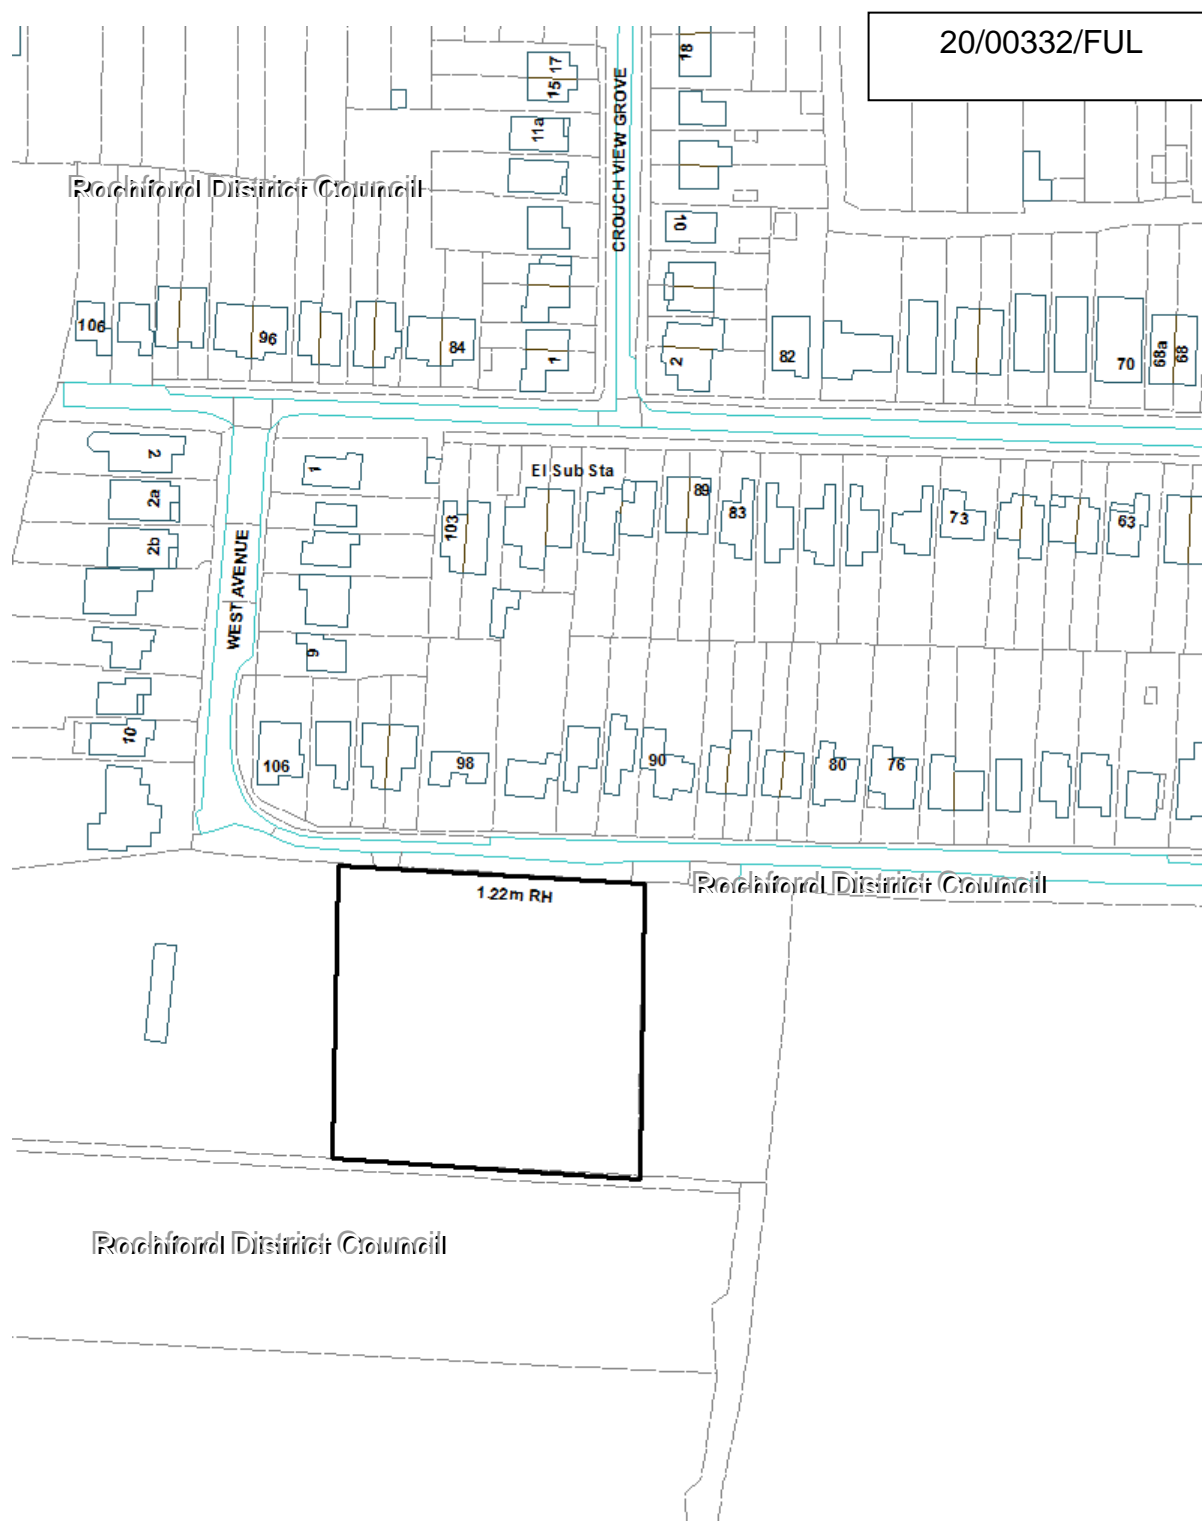 20/00332/FUL
18
17
15
11a
CROUCH VIEW GROVE
Rochford District Council
10
106
96
84
1
2
82
70
68a
68
2
1
El Sub Sta
89
2a
103
83
73
63
2b
WEST AVENUE
9
10
106
98
90
80
76
Rochford District Council
1.22m RH
Rochford District Council